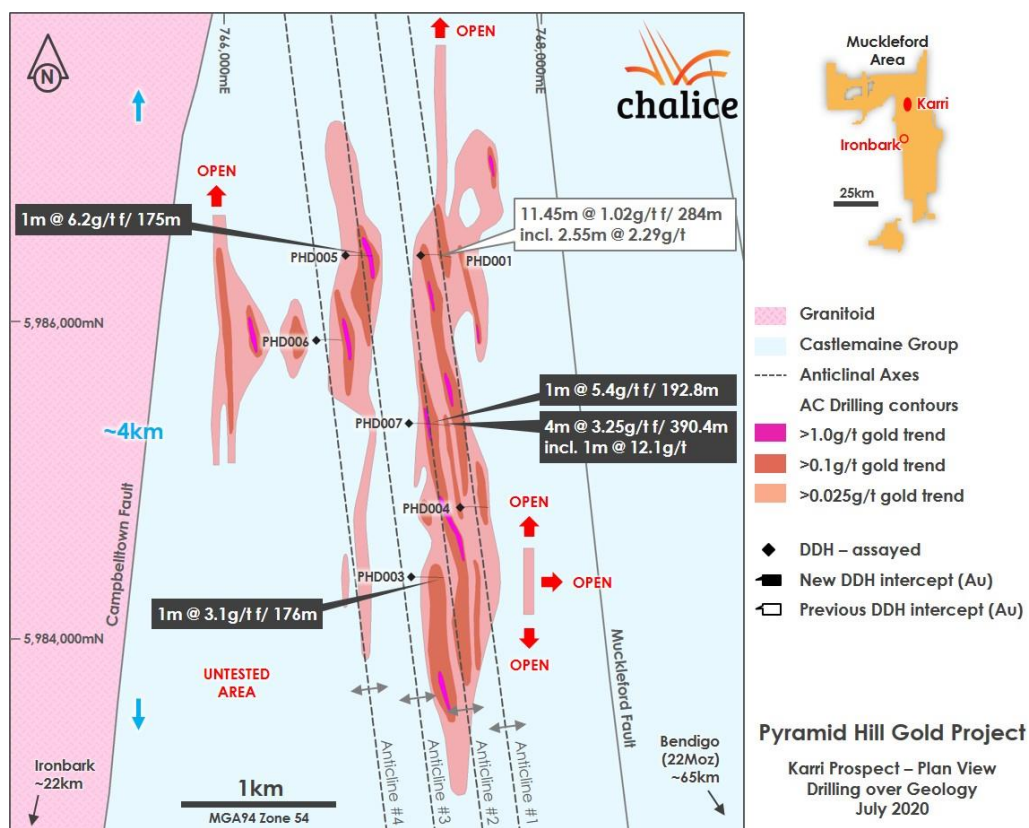 OPEN
766,000mE
768,000mE
N
chalice
OPEN
1m @ 6.2g/t f/ 175m
11.45m @ 1.02g/t f/ 284m
incl. 2.55m @ 2.29g/t
PHD005
PHD001
5,986,000mN
PHD006
1m @ 5.4g/t f/ 192.8m
~4km
PHD007
4m @ 3.25g/t f/ 390.4m
incl. 1m @ 12.1g/t
Campbelltown Fault
PHD004
OPEN
PHD003
OPEN
1m @ 3.1g/t f/ 176m
5,984,000mN
OPEN
UNTESTED
AREA
Muckleford Fault
Anticline #4
Anticline #3
Anticline #2
Anticline #1
Ironbark
~22km
1km
MGA94 Zone 54
Bendigo
(22Moz)
~65km
Muckleford
Area
Karri
Ironbark
25km
Granitoid
Castlemaine Group
Anticlinal Axes
AC Drilling contours
>1.0g/t gold trend
>0.1g/t gold trend
>0.025g/t gold trend
DDH – assayed
New DDH intercept (Au)
Previous DDH intercept (Au)
Pyramid Hill Gold Project
Karri Prospect – Plan View
Drilling over Geology
July 2020